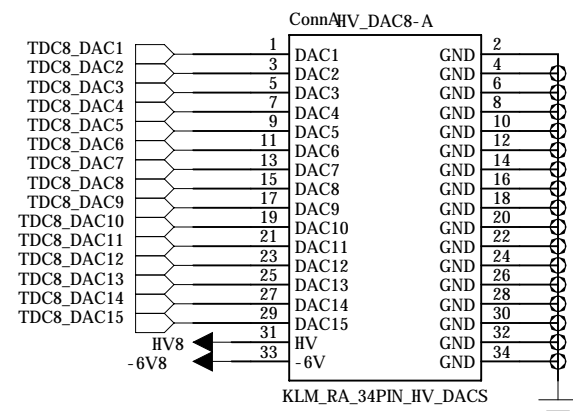 ConnAHV_DAC8-A
TDC8_DAC1 1 DAC1 GND 2
TDC8_DAC2 3 DAC2 GND 4
TDC8_DAC3 5 DAC3 GND 6
TDC8_DAC4 7 DAC4 GND 8
TDC8_DAC5 9 DAC5 GND 10
TDC8_DAC6 11 DAC6 GND 12
TDC8_DAC7 13 DAC7 GND 14
TDC8_DAC8 15 DAC8 GND 16
TDC8_DAC9 17 DAC9 GND 18
TDC8_DAC10 19 DAC10 GND 20
TDC8_DAC11 21 DAC11 GND 22
TDC8_DAC12 23 DAC12 GND 24
TDC8_DAC13 25 DAC13 GND 26
TDC8_DAC14 27 DAC14 GND 28
TDC8_DAC15 29 DAC15 GND 30
HV8 31 HV GND 32
-6V8 33 -6V GND 34
KLM_RA_34PIN_HV_DACS